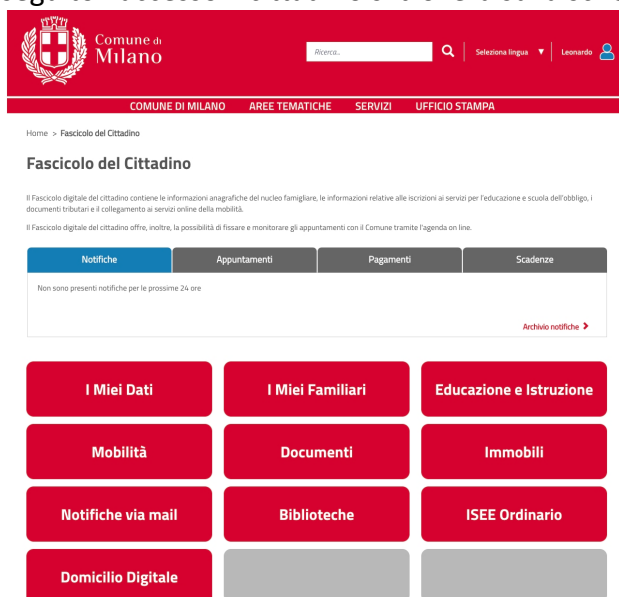 Comune di
Milano
Ricerca..
Seleziona lingua ▼
Leonardo
COMUNE DI MILANO AREE TEMATICHE SERVIZI UFFICIO STAMPA
Home > Fascicolo del Cittadino
Fascicolo del Cittadino
Il Fascicolo digitale del cittadino contiene le informazioni anagrafiche del nucleo famigliare, le informazioni relative alle iscrizioni ai servizi per l'educazione e scuola dell'obbligo, i
documenti tributari e il collegamento ai servizi online della mobilità.
Il Fascicolo digitale del cittadino offre, inoltre, la possibilità di fissare e monitorare gli appuntamenti con il Comune tramite l'agenda on line.
Notifiche Appuntamenti Pagamenti Scadenze
Non sono presenti notifiche per le prossime 24 ore
Archivio notifiche
I Miei Dati I Miei Familiari Educazione e Istruzione
Mobilità Documenti Immobili
Notifiche via mail Biblioteche ISEE Ordinario
Domicilio Digitale